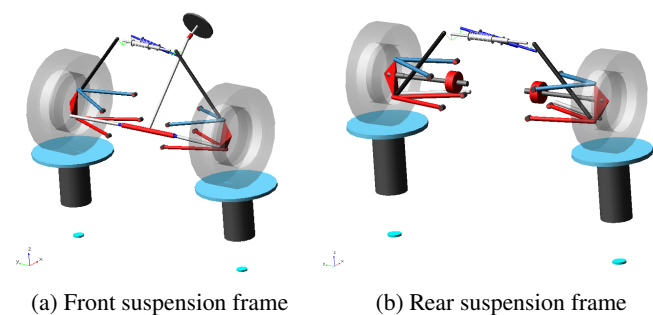 z
y x
z
x
(a) Front suspension frame
(b) Rear suspension frame